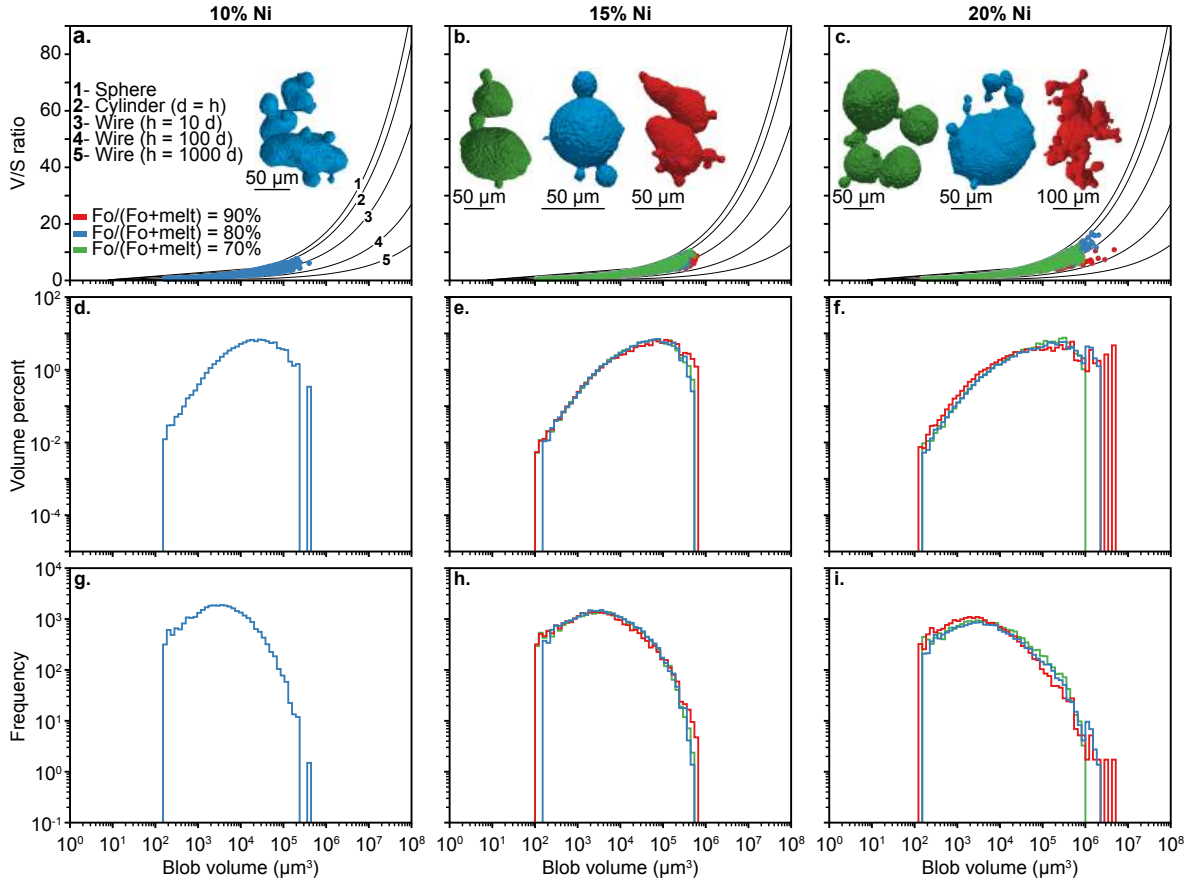 10% Ni
15% Ni
20% Ni
a.
b.
c.
V/S ratio
80
60
40
20
0
1- Sphere
2- Cylinder (d = h)
3- Wire (h = 10 d)
4- Wire (h = 100 d)
5- Wire (h = 1000 d)
50 µm
50 µm
50 µm
50 µm
50 µm
50 µm
100 µm
1
2
3
4
5
Fo/(Fo+melt) = 90%
Fo/(Fo+melt) = 80%
Fo/(Fo+melt) = 70%
d.
e.
f.
Volume percent
10²
10⁰
10⁻²
10⁻⁴
g.
h.
i.
Frequency
10⁴
10³
10²
10¹
10⁰
10⁻¹
10⁰ 10¹ 10² 10³ 10⁴ 10⁵ 10⁶ 10⁷ 10⁸
10⁰ 10¹ 10² 10³ 10⁴ 10⁵ 10⁶ 10⁷ 10⁸
10⁰ 10¹ 10² 10³ 10⁴ 10⁵ 10⁶ 10⁷ 10⁸
Blob volume (µm³)
Blob volume (µm³)
Blob volume (µm³)